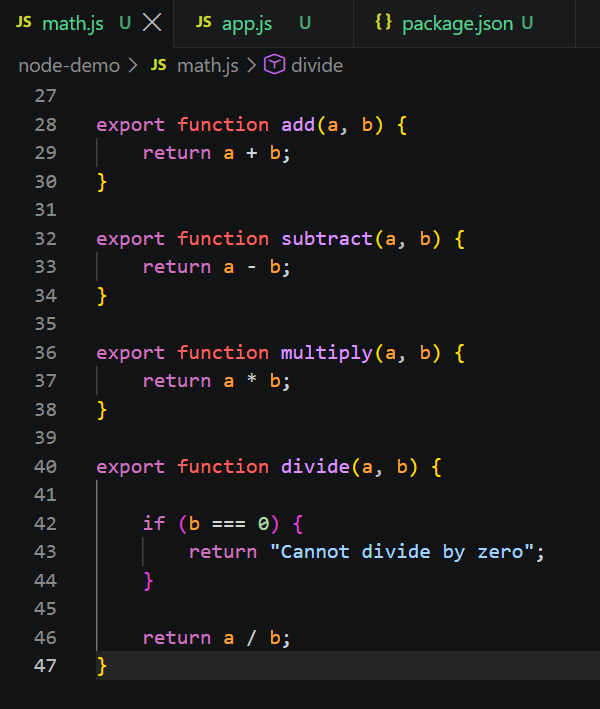 JS math.js U JS app.js U {} package.json U
node-demo > JS math.js > divide
27
28 export function add(a, b) {
29     return a + b;
30 }
31
32 export function subtract(a, b) {
33     return a - b;
34 }
35
36 export function multiply(a, b) {
37     return a * b;
38 }
39
40 export function divide(a, b) {
41
42     if (b === 0) {
43         return "Cannot divide by zero";
44     }
45
46     return a / b;
47 }